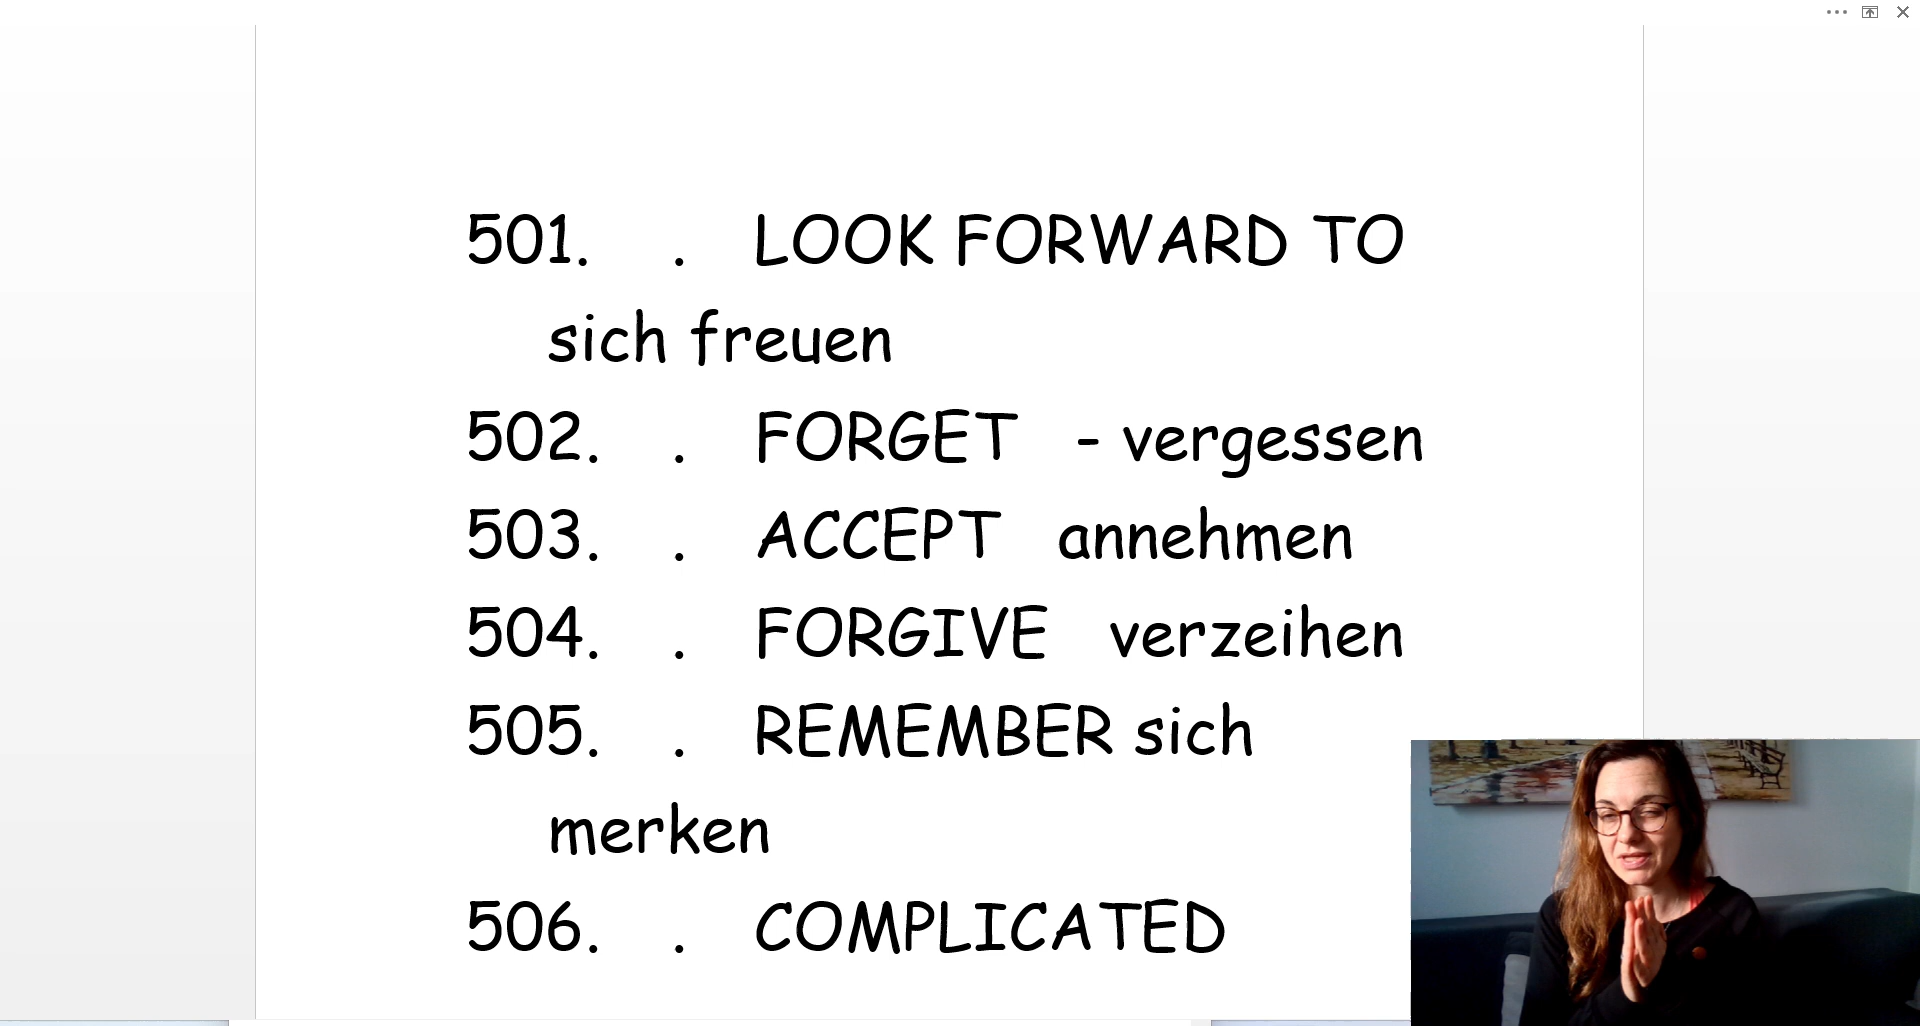 501. . LOOK FORWARD TO
sich freuen
502. . FORGET - vergessen
503. . ACCEPT annehmen
504. . FORGIVE verzeihen
505. . REMEMBER sich
merken
506. . COMPLICATED